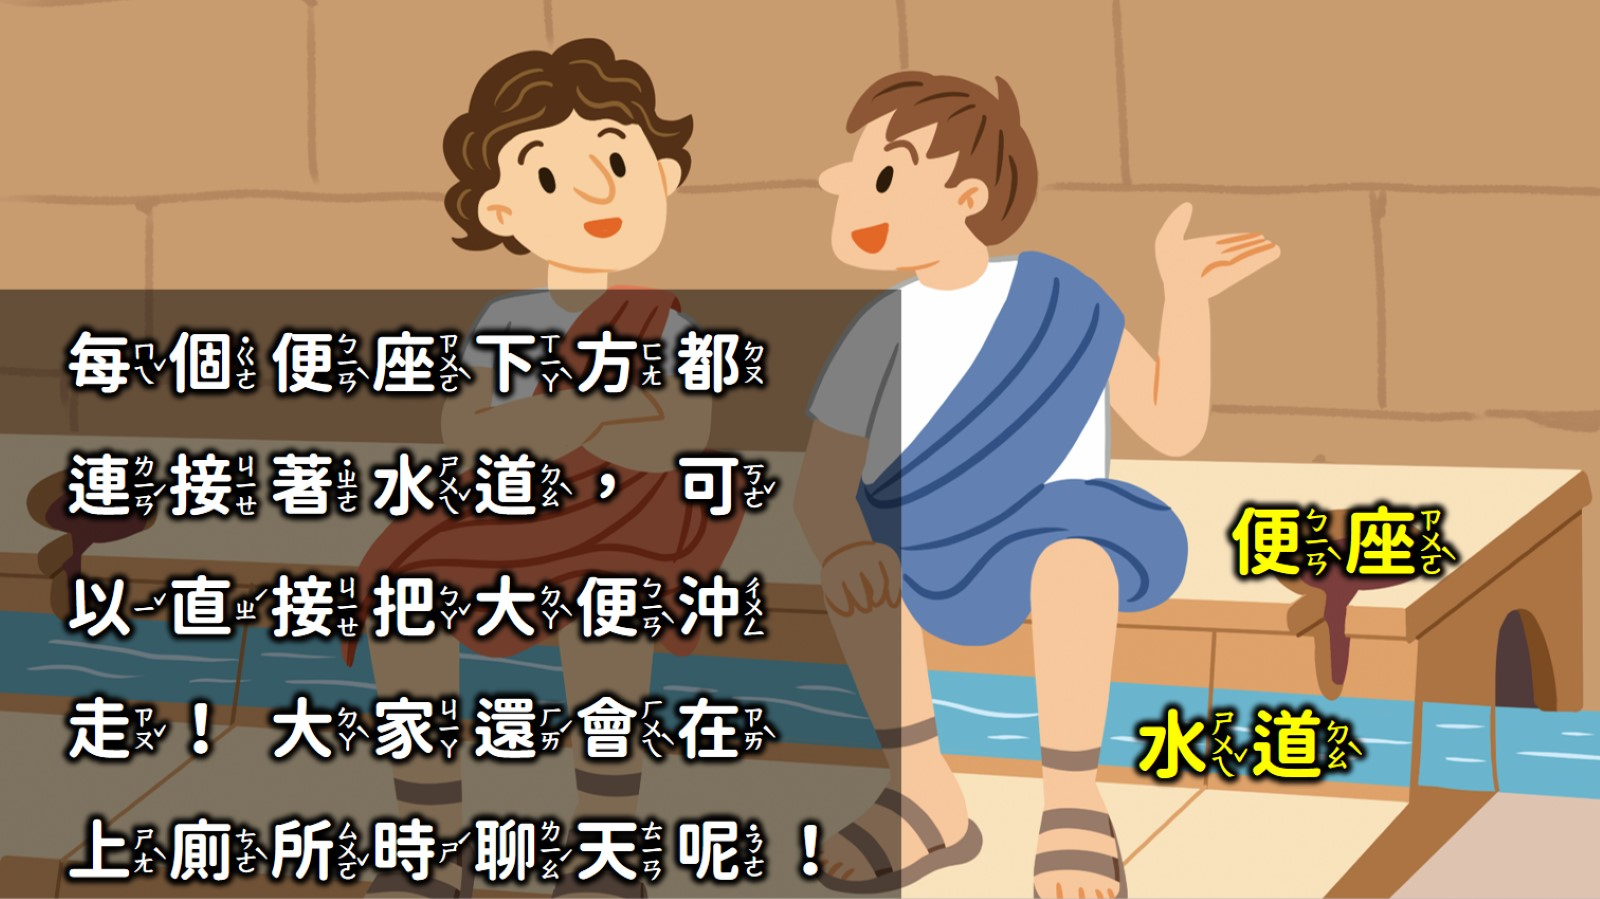 每個便座下方都
連接著水道，可
以直接把大便沖
走！大家還會在
上廁所時聊天呢！
便座
水道